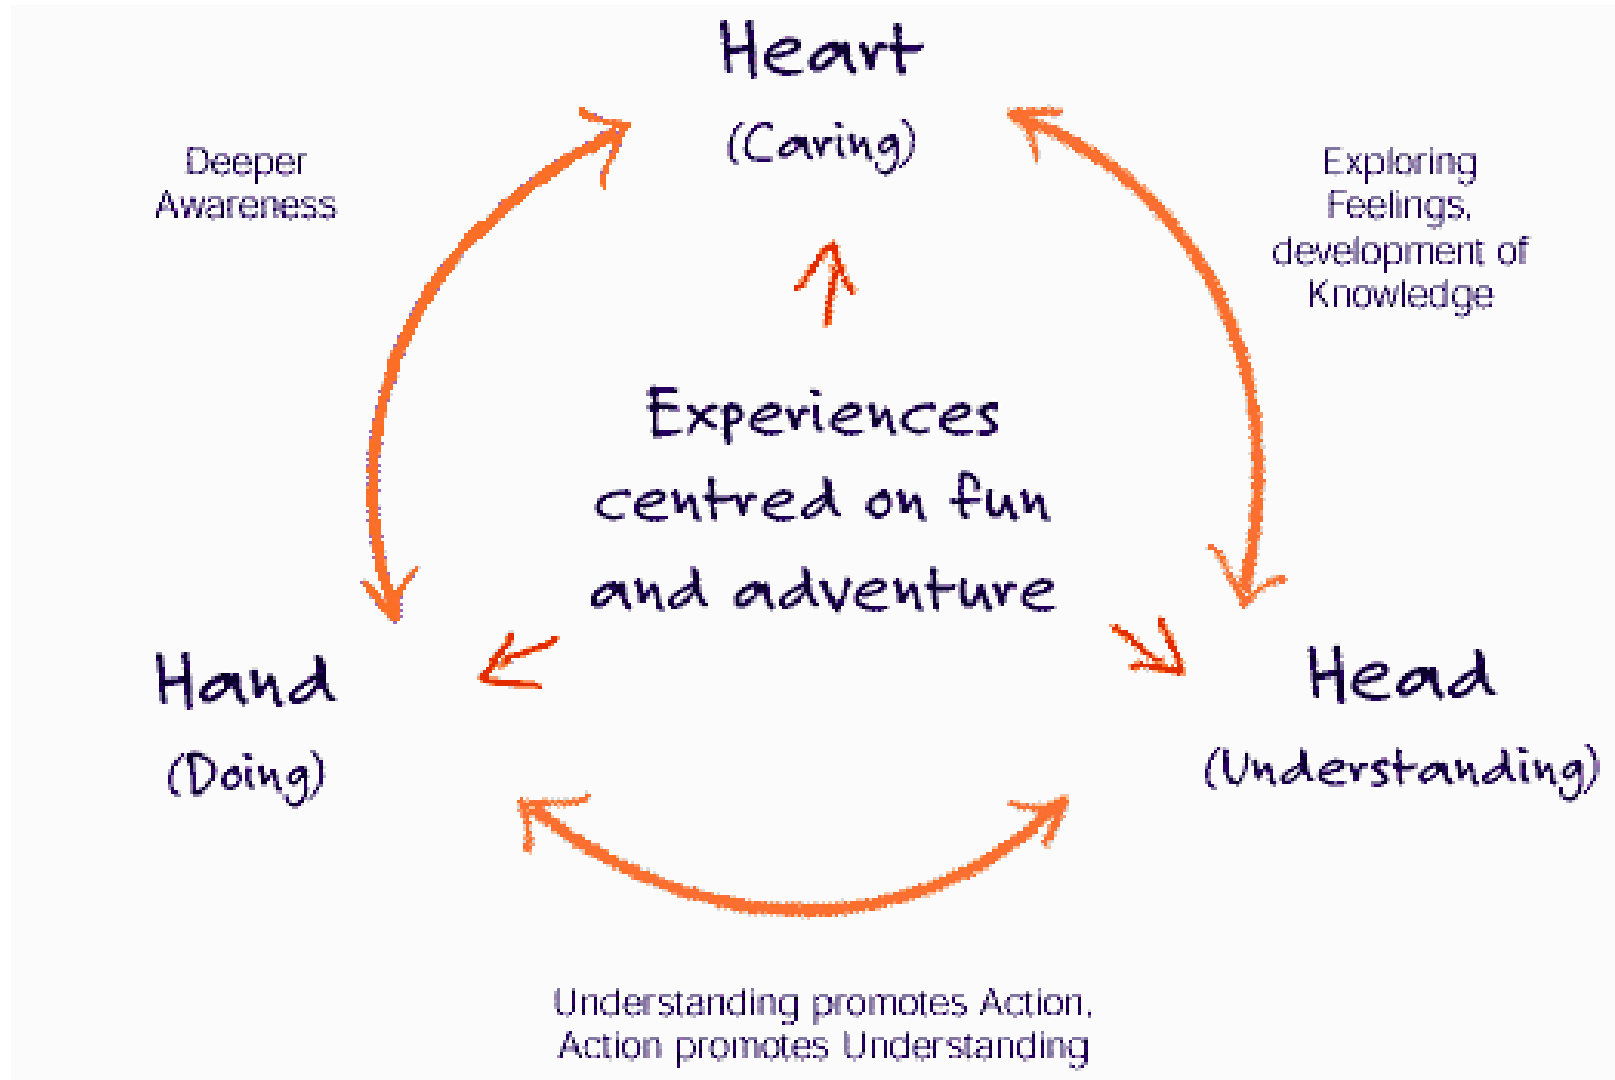 Heart
(Caring)
Deeper
Awareness
Exploring
Feelings,
development of
Knowledge
Experiences
centred on fun
and adventure
Hand
(Doing)
Head
(Understanding)
Understanding promotes Action,
Action promotes Understanding